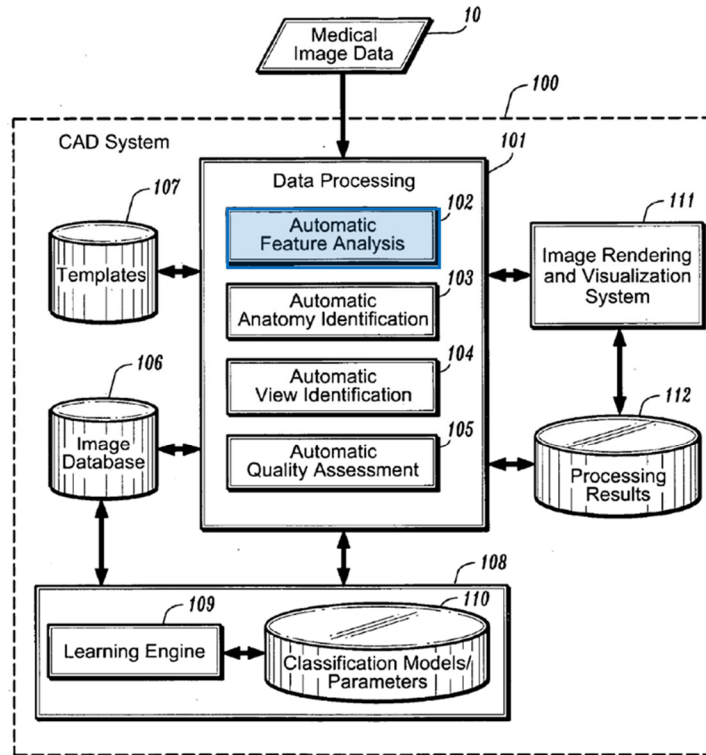 Medical
Image Data
10
100
CAD System
101
Data Processing
102
Automatic
Feature Analysis
103
Automatic
Anatomy Identification
104
Automatic
View Identification
105
Automatic
Quality Assessment
107
Templates
106
Image
Database
111
Image Rendering
and Visualization
System
112
Processing
Results
108
109
Learning Engine
110
Classification Models/
Parameters